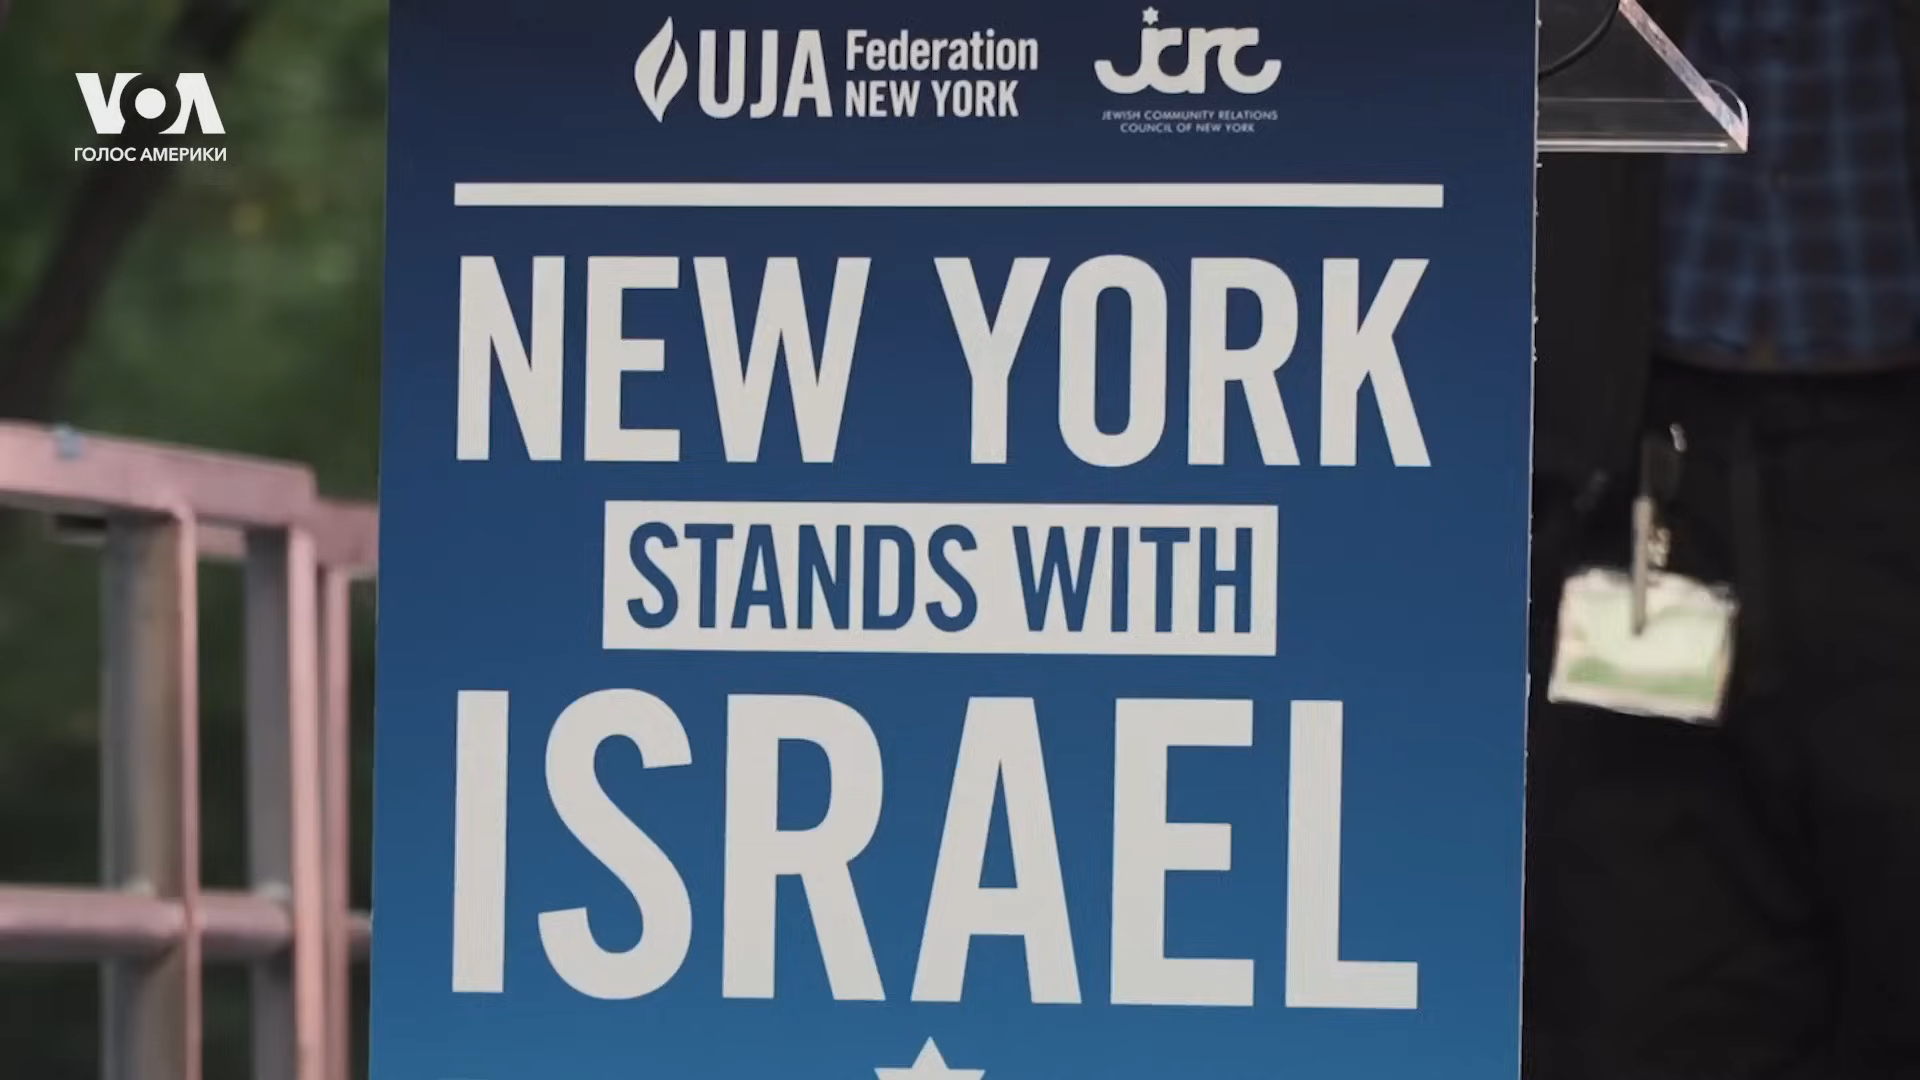 VOA
ГОЛОС АМЕРИКИ
UJA Federation
NEW YORK
jcrc
JEWISH COMMUNITY RELATIONS
COUNCIL OF NEW YORK
NEW YORK
STANDS WITH
ISRAEL